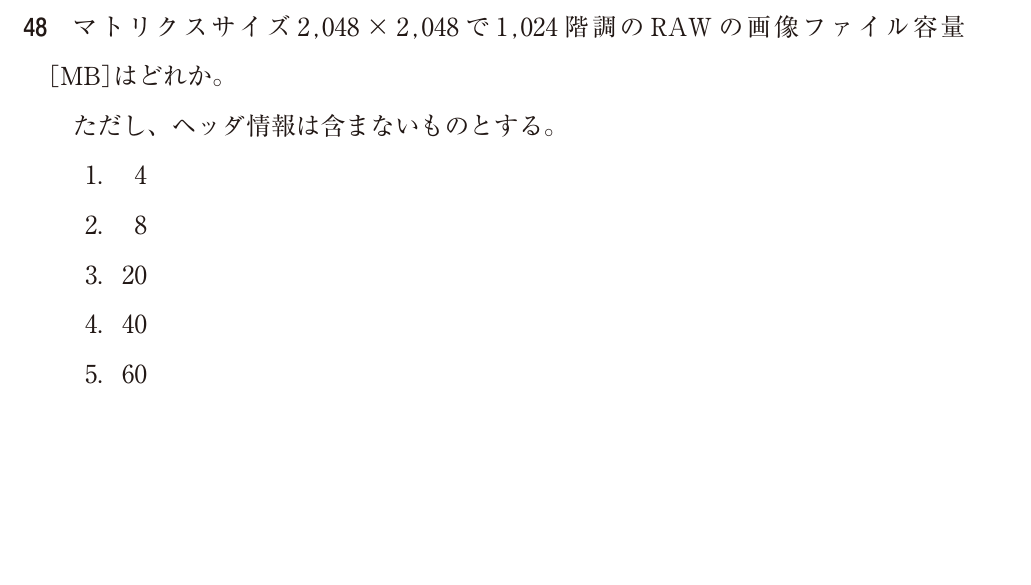 48 マトリクスサイズ 2,048 × 2,048 で 1,024 階調の RAW の画像ファイル容量
[MB]はどれか。
ただし、ヘッダ情報は含まないものとする。
1. 4
2. 8
3. 20
4. 40
5. 60